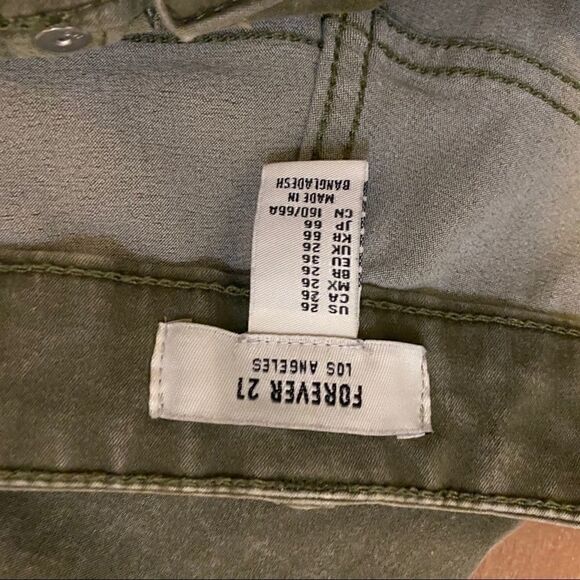 FOREVER 21
LOS ANGELES
US 26
CA 26
MX 26
BR 26
EU 36
UK 26
KR 66
JP 66
CN 160/66A
MADE IN
BANGLADESH